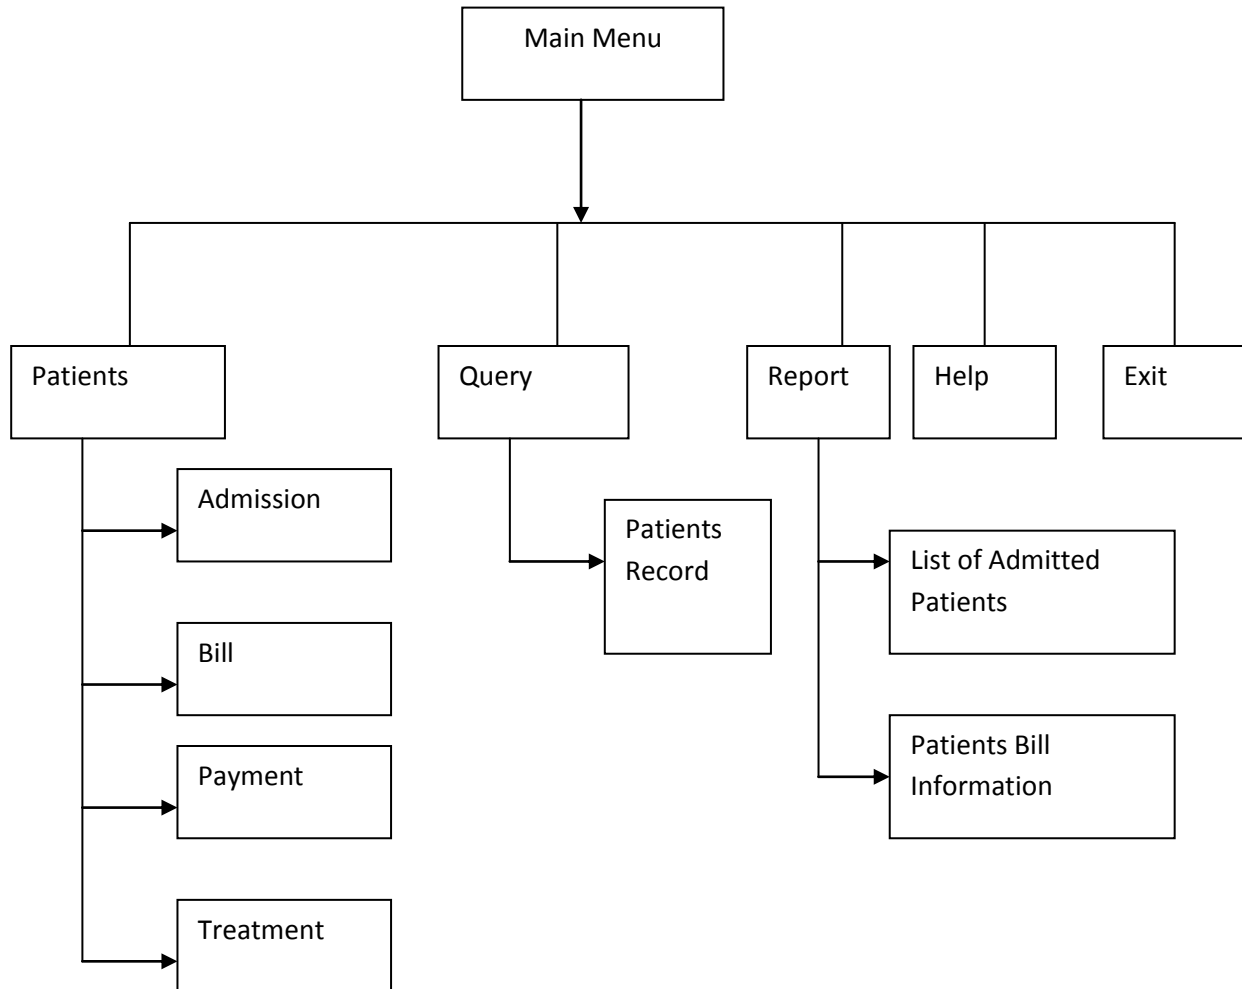 Main Menu
Patients
Query
Report
Help
Exit
Admission
Patients
Record
List of Admitted
Patients
Bill
Patients Bill
Information
Payment
Treatment